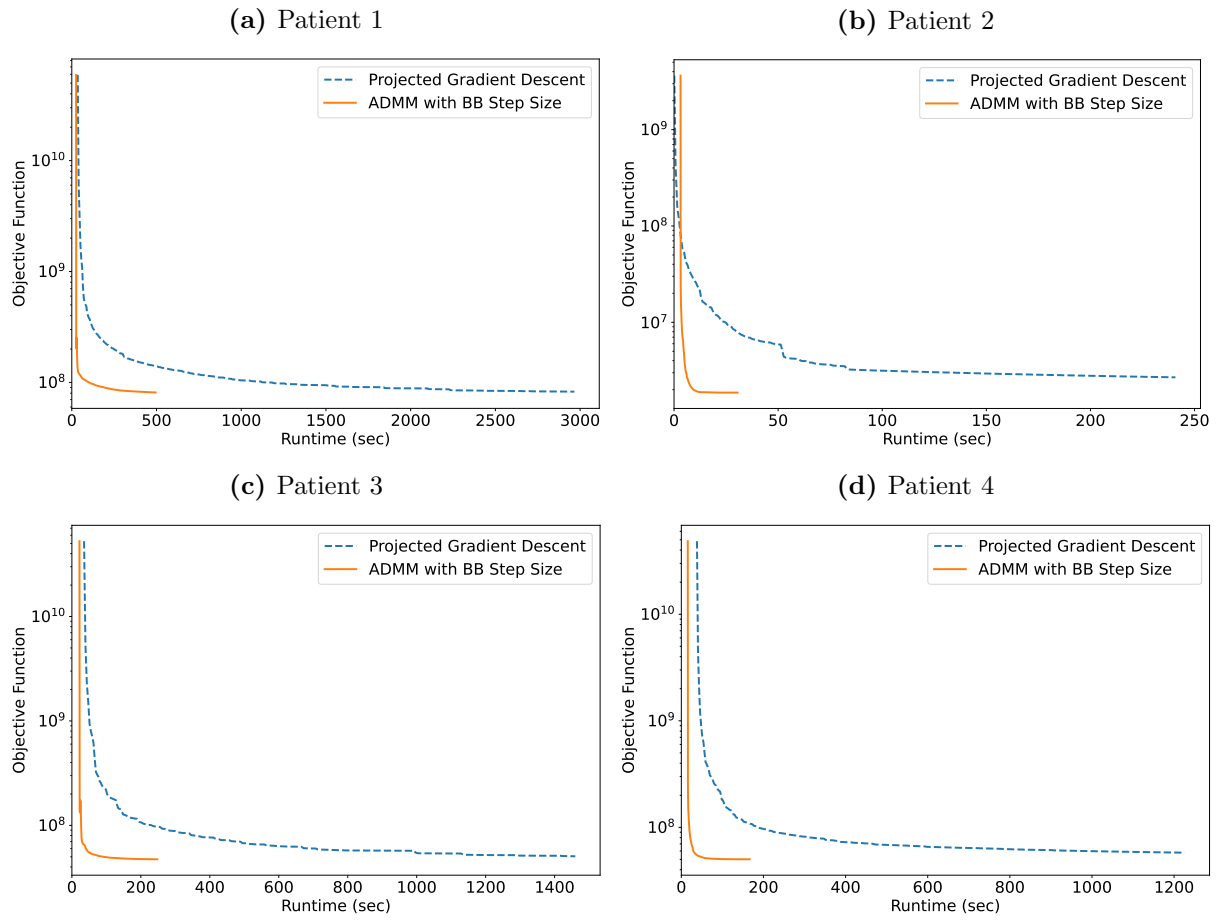 (a) Patient 1
10^10
10^9
10^8
Objective Function
Projected Gradient Descent
ADMM with BB Step Size
0 500 1000 1500 2000 2500 3000
Runtime (sec)
(b) Patient 2
10^9
10^8
10^7
Objective Function
Projected Gradient Descent
ADMM with BB Step Size
0 50 100 150 200 250
Runtime (sec)
(c) Patient 3
10^10
10^9
10^8
Objective Function
Projected Gradient Descent
ADMM with BB Step Size
0 200 400 600 800 1000 1200 1400
Runtime (sec)
(d) Patient 4
10^10
10^9
10^8
Objective Function
Projected Gradient Descent
ADMM with BB Step Size
0 200 400 600 800 1000 1200
Runtime (sec)